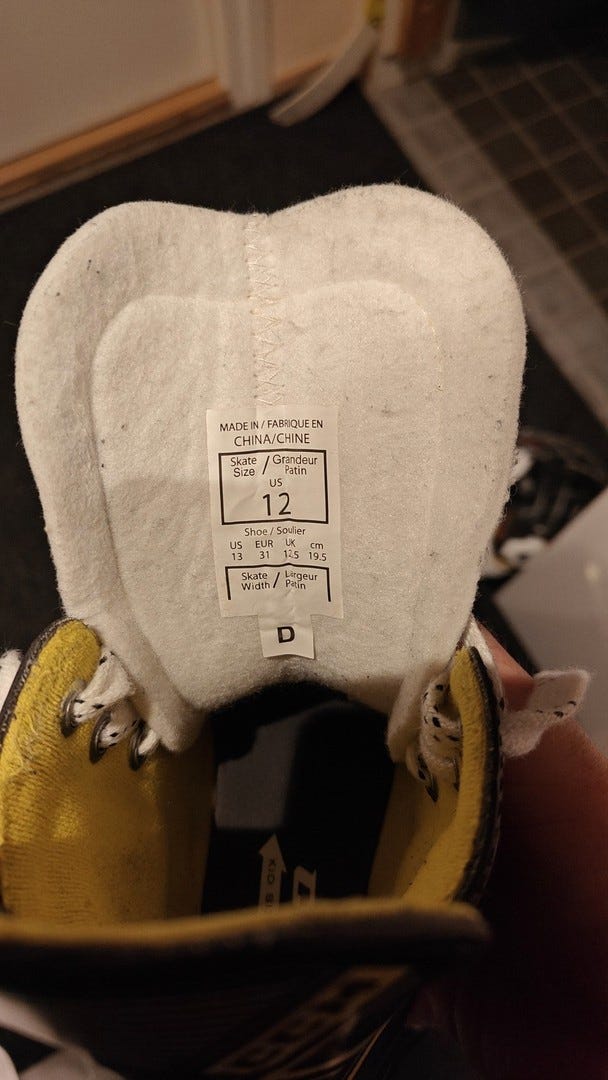 MADE IN / FABRIQUE EN
CHINA/CHINE
Skate Size / Grandeur Patin
US
12
Shoe / Soulier
US EUR UK cm
13 31 12.5 19.5
Skate Width / Largeur Patin
D